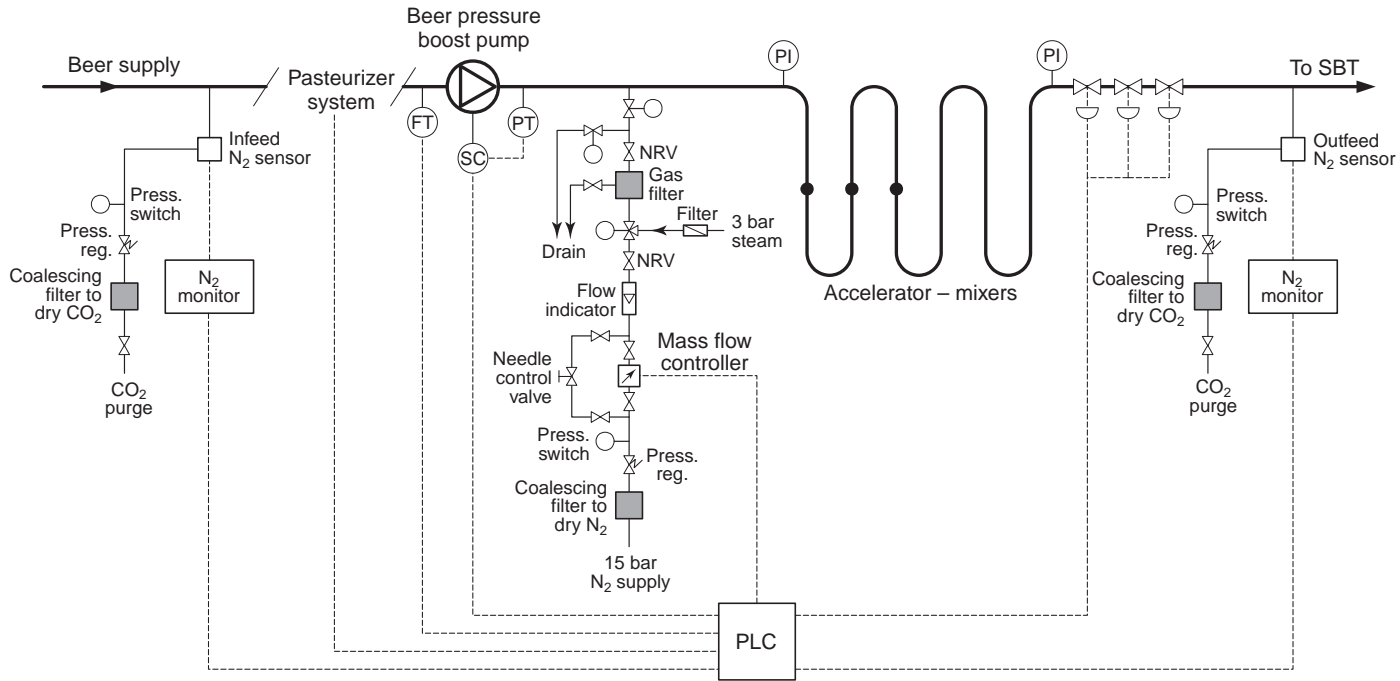 Beer pressure
boost pump
Beer supply
Pasteurizer
system
PI
PI
To SBT
FT
PT
SC
Infeed
N₂ sensor
NRV
Gas
filter
Outfeed
N₂ sensor
Press.
switch
Filter
3 bar
steam
Drain
Press.
switch
Press.
reg.
NRV
Press.
reg.
Coalescing
filter to
dry CO₂
N₂
monitor
Flow
indicator
Accelerator – mixers
Coalescing
filter to
dry CO₂
N₂
monitor
Needle
control
valve
Mass flow
controller
CO₂
purge
CO₂
purge
Press.
switch
Press.
reg.
Coalescing
filter to
dry N₂
15 bar
N₂ supply
PLC